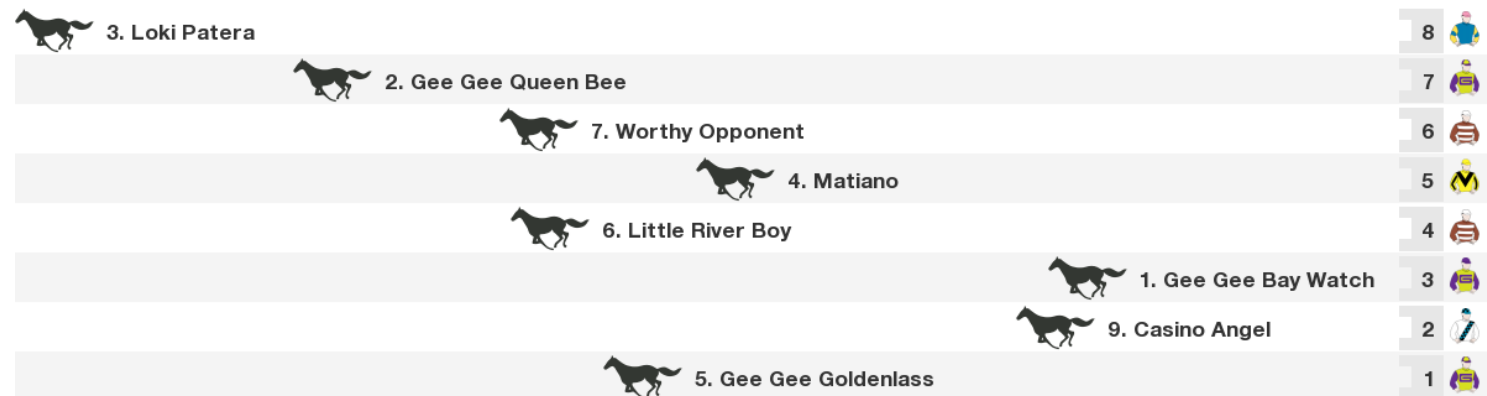 3. Loki Patera 8
2. Gee Gee Queen Bee 7
7. Worthy Opponent 6
4. Matiano 5
6. Little River Boy 4
1. Gee Gee Bay Watch 3
9. Casino Angel 2
5. Gee Gee Goldenlass 1